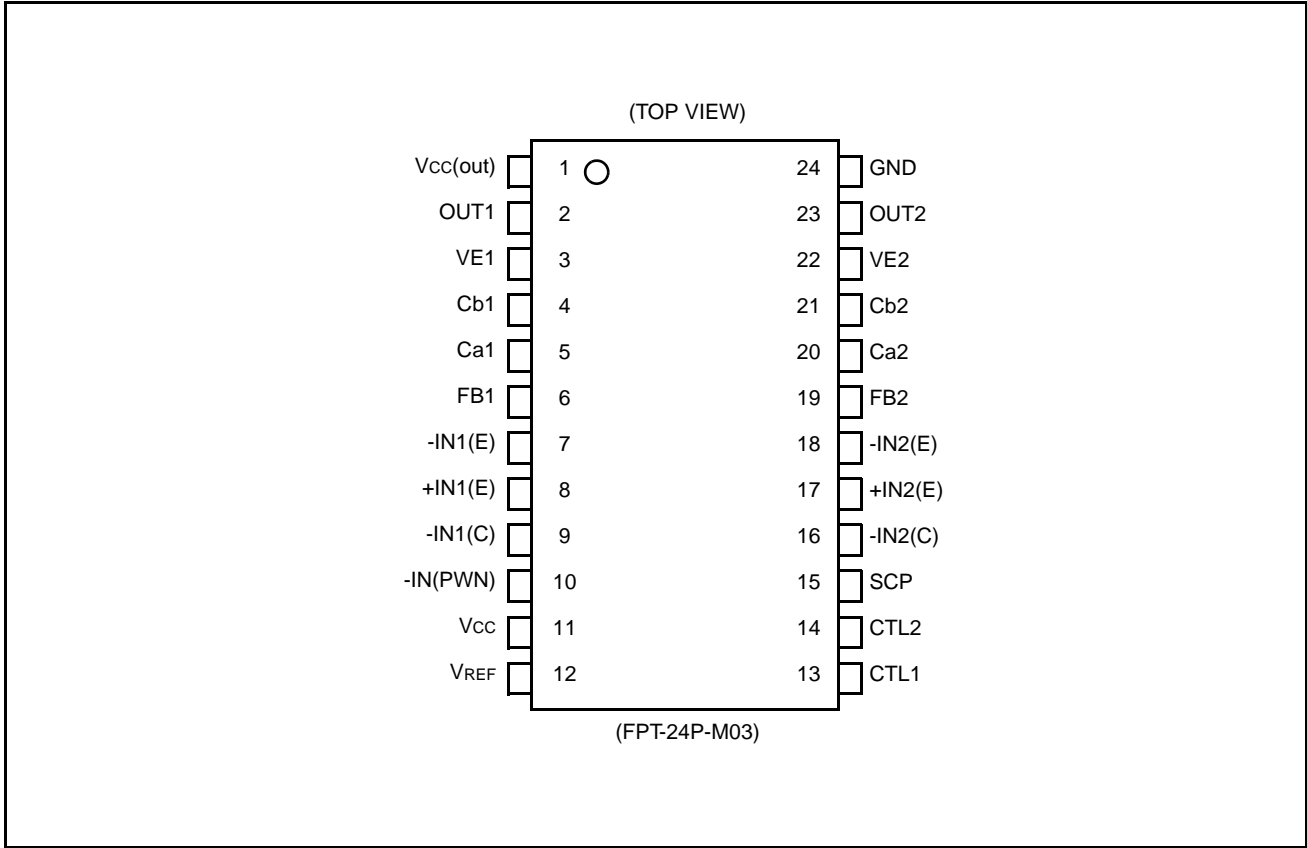 (TOP VIEW)
Vcc(out) 1 24 GND
OUT1 2 23 OUT2
VE1 3 22 VE2
Cb1 4 21 Cb2
Ca1 5 20 Ca2
FB1 6 19 FB2
-IN1(E) 7 18 -IN2(E)
+IN1(E) 8 17 +IN2(E)
-IN1(C) 9 16 -IN2(C)
-IN(PWN) 10 15 SCP
Vcc 11 14 CTL2
VREF 12 13 CTL1
(FPT-24P-M03)